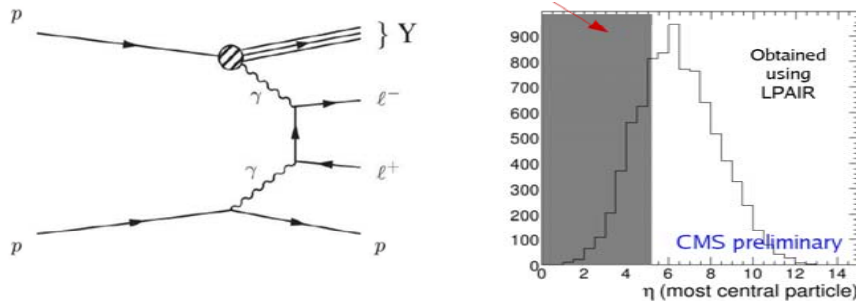 p
} Y
γ
ℓ−
γ
ℓ+
p
p
900
800
700
600
500
400
300
200
100
0
Obtained
using
LPAIR
CMS preliminary
0 2 4 6 8 10 12 14
η (most central particle)